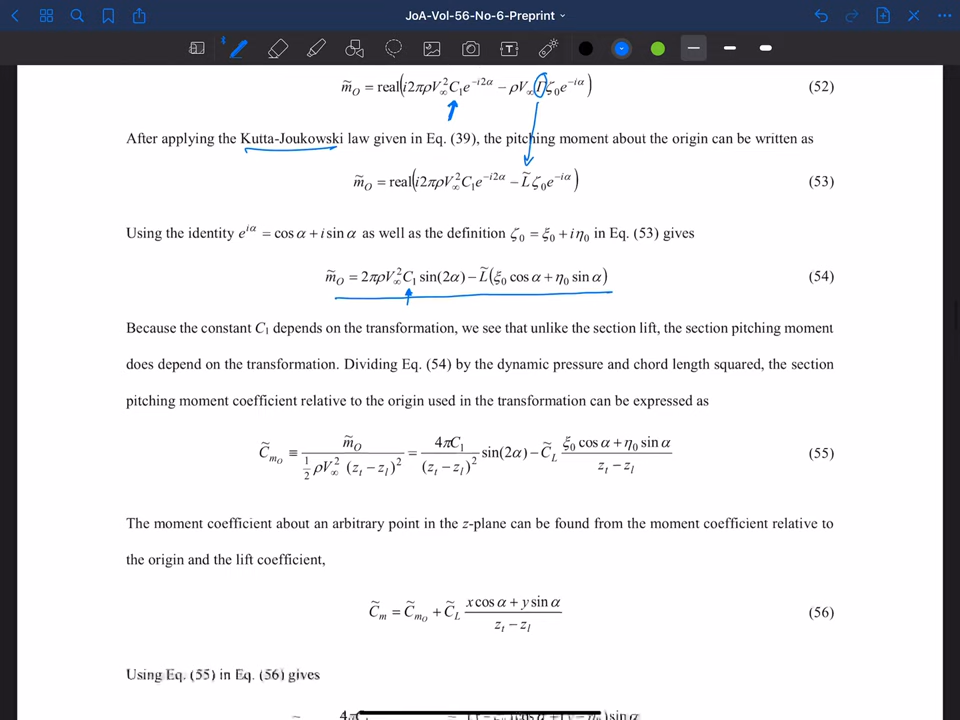 JoA-Vol-56-No-6-Preprint
m̃_O = real(i2πρV_∞²C₁e^{−i2α} − ρV_∞Γζ₀e^{−iα}) (52)
After applying the Kutta-Joukowski law given in Eq. (39), the pitching moment about the origin can be written as
m̃_O = real(i2πρV_∞²C₁e^{−i2α} − L̃ζ₀e^{−iα}) (53)
Using the identity e^{iα} = cos α + i sin α as well as the definition ζ₀ = ξ₀ + iη₀ in Eq. (53) gives
m̃_O = 2πρV_∞²C₁ sin(2α) − L̃(ξ₀ cos α + η₀ sin α) (54)
Because the constant C₁ depends on the transformation, we see that unlike the section lift, the section pitching moment
does depend on the transformation. Dividing Eq. (54) by the dynamic pressure and chord length squared, the section
pitching moment coefficient relative to the origin used in the transformation can be expressed as
C̃_{m_O} ≡ m̃_O / (½ρV_∞² (z_t − z_l)²) = 4πC₁ / (z_t − z_l)² sin(2α) − C̃_L (ξ₀ cos α + η₀ sin α) / (z_t − z_l) (55)
The moment coefficient about an arbitrary point in the z-plane can be found from the moment coefficient relative to
the origin and the lift coefficient,
C̃_m = C̃_{m_O} + C̃_L (x cos α + y sin α) / (z_t − z_l) (56)
Using Eq. (55) in Eq. (56) gives